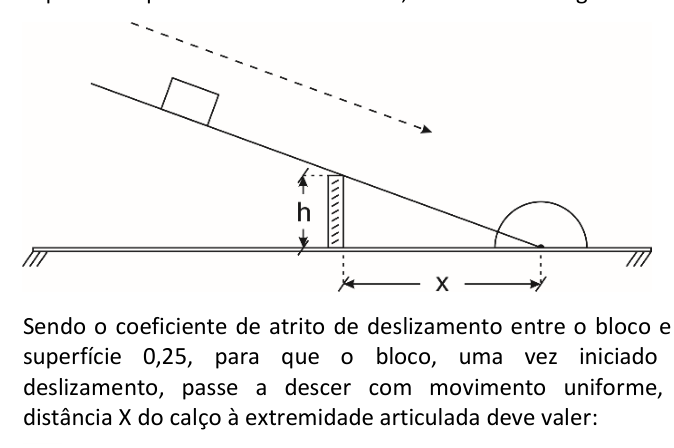 h
x
Sendo o coeficiente de atrito de deslizamento entre o bloco e
superfície 0,25, para que o bloco, uma vez iniciado
deslizamento, passe a descer com movimento uniforme,
distância X do calço à extremidade articulada deve valer: